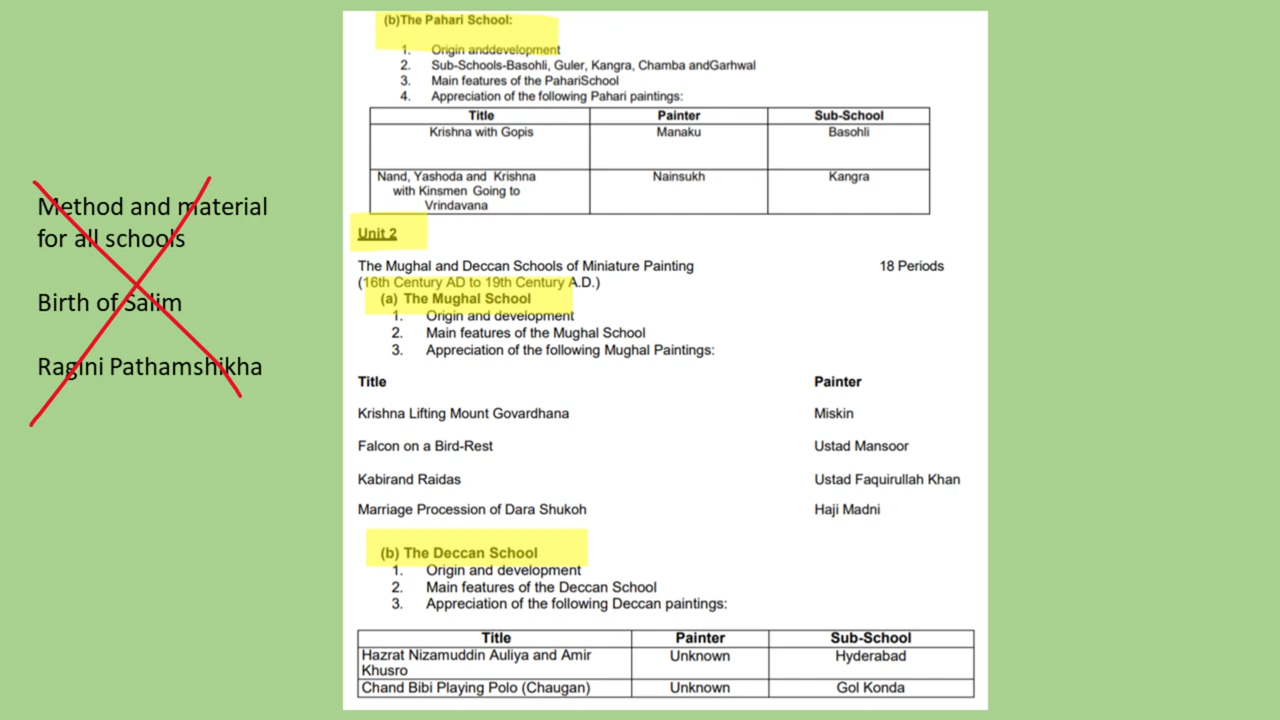 Method and material
for all schools
Birth of Salim
Ragini Pathamshikha
(b)The Pahari School:
1. Origin anddevelopment
2. Sub-Schools-Basohli, Guler, Kangra, Chamba andGarhwal
3. Main features of the PahariSchool
4. Appreciation of the following Pahari paintings:
Title Painter Sub-School
Krishna with Gopis Manaku Basohli
Nand, Yashoda and Krishna Nainsukh Kangra
with Kinsmen Going to
Vrindavana
Unit 2
The Mughal and Deccan Schools of Miniature Painting 18 Periods
(16th Century AD to 19th Century A.D.)
(a) The Mughal School
1. Origin and development
2. Main features of the Mughal School
3. Appreciation of the following Mughal Paintings:
Title Painter
Krishna Lifting Mount Govardhana Miskin
Falcon on a Bird-Rest Ustad Mansoor
Kabirand Raidas Ustad Faquirullah Khan
Marriage Procession of Dara Shukoh Haji Madni
(b) The Deccan School
1. Origin and development
2. Main features of the Deccan School
3. Appreciation of the following Deccan paintings:
Title Painter Sub-School
Hazrat Nizamuddin Auliya and Amir Unknown Hyderabad
Khusro
Chand Bibi Playing Polo (Chaugan) Unknown Gol Konda